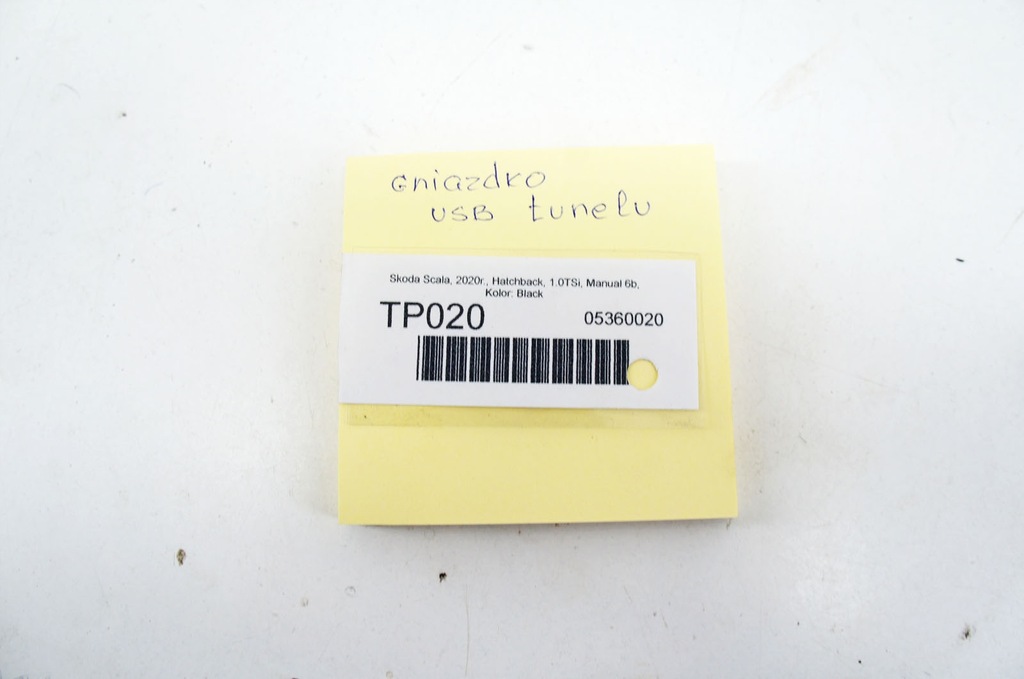 Gniazdko
USB tunelu
Skoda Scala, 2020r., Hatchback, 1.0TSi, Manual 6b,
Kolor: Black
TP020 05360020